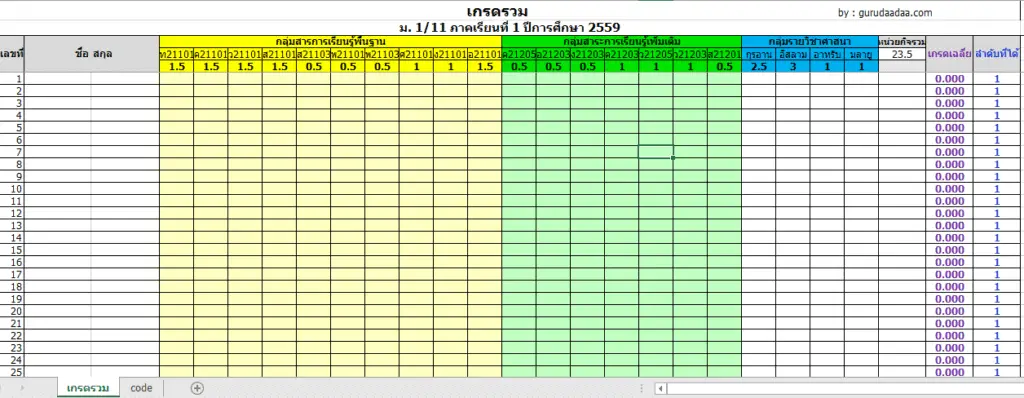 เกรดรวม by : gurudaadaa.com
ม. 1/11 ภาคเรียนที่ 1 ปีการศึกษา 2559
เลขที่ ชื่อ สกุล กลุ่มสารการเรียนรู้พื้นฐาน กลุ่มสาระการเรียนรู้เพิ่มเติม กลุ่มรายวิชาศาสนา หน่วยกิจรวม เกรดเฉลี่ย ลำดับที่ได้
ท21101 ค21101 ว21101 ส21101 ส21103 พ21101 พ21103 ศ21101 ง21101 อ21101 ค21205 อ21203 ง21203 ค21203 ว21205 ว21203 ส21201 กุรอาน อีสลาม อาหรับ มลายู 23.5
1.5 1.5 1.5 1.5 0.5 0.5 0.5 1 1 1.5 0.5 0.5 0.5 1 1 1 0.5 2.5 3 1 1
1 0.000 1
2 0.000 1
3 0.000 1
4 0.000 1
5 0.000 1
6 0.000 1
7 0.000 1
8 0.000 1
9 0.000 1
10 0.000 1
11 0.000 1
12 0.000 1
13 0.000 1
14 0.000 1
15 0.000 1
16 0.000 1
17 0.000 1
18 0.000 1
19 0.000 1
20 0.000 1
21 0.000 1
22 0.000 1
23 0.000 1
24 0.000 1
25 0.000 1
เกรดรวม code